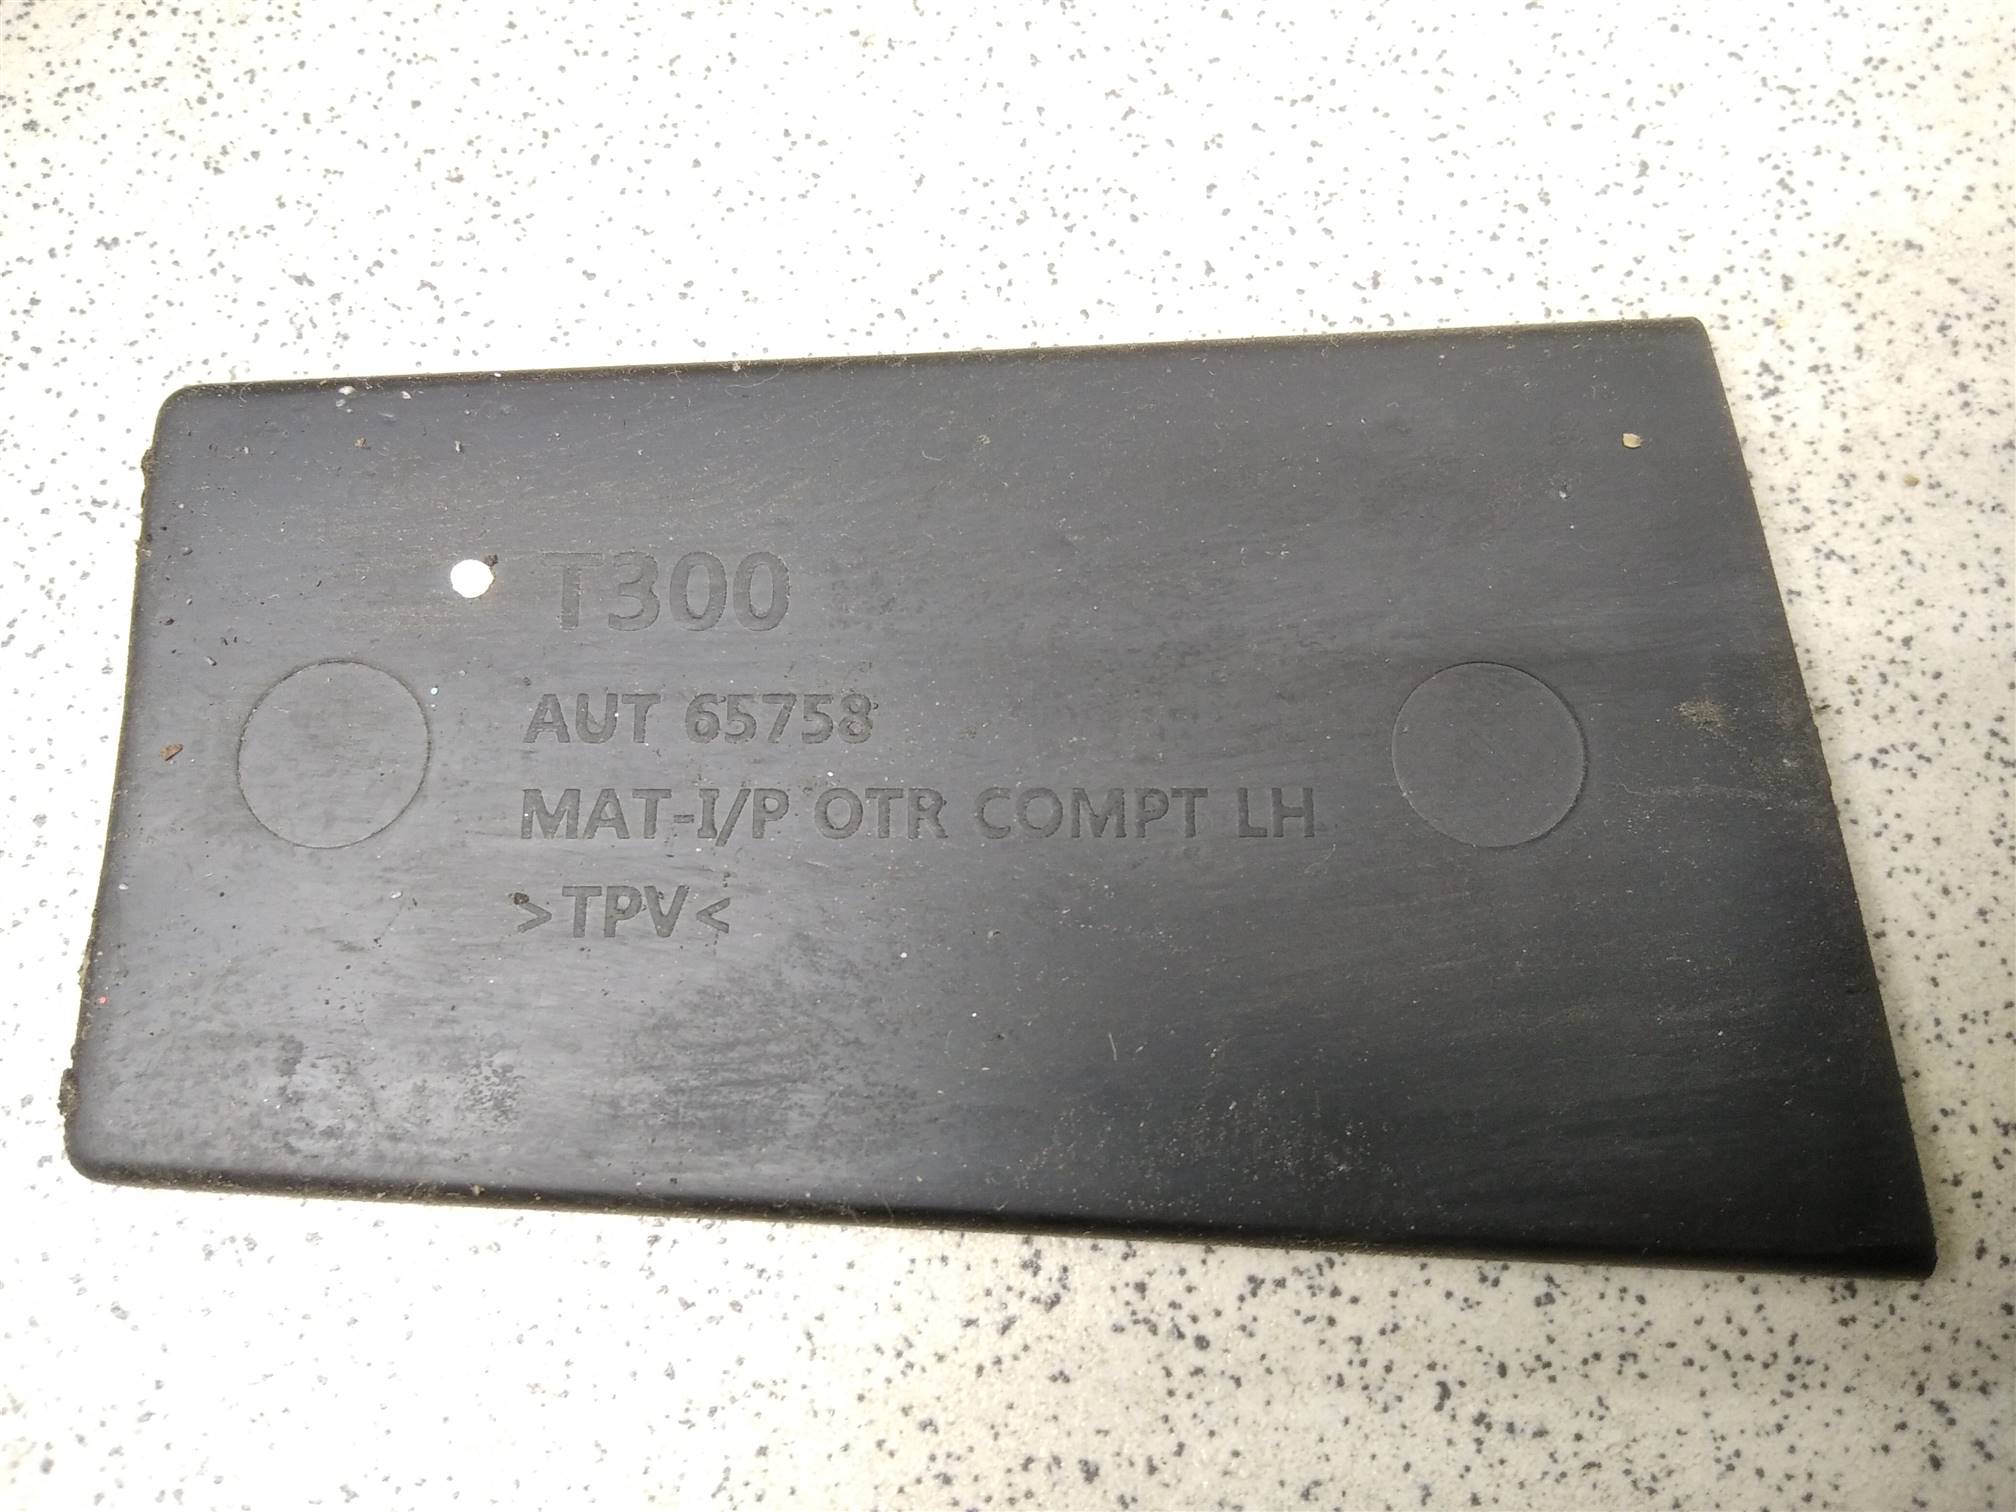 T300
AUT 65758
MAT-I/P OTR COMPT LH
>TPV<